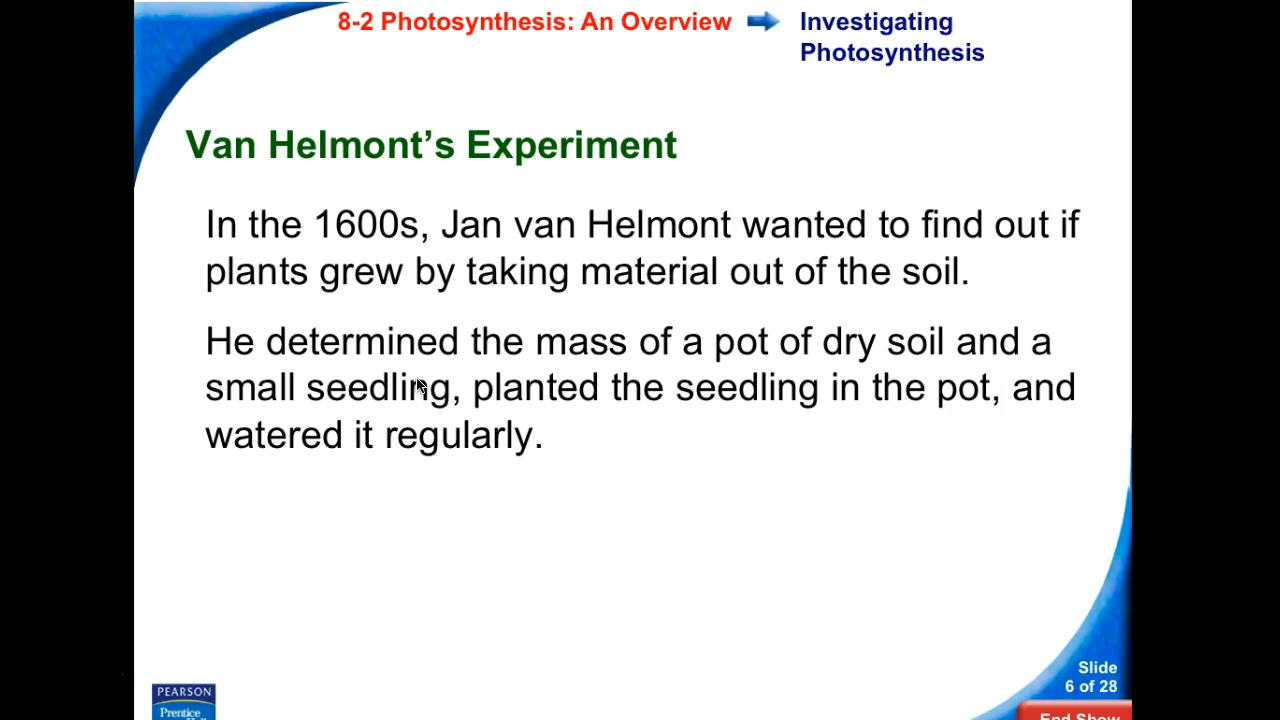 8-2 Photosynthesis: An Overview
Investigating
Photosynthesis
Van Helmont’s Experiment
In the 1600s, Jan van Helmont wanted to find out if
plants grew by taking material out of the soil.
He determined the mass of a pot of dry soil and a
small seedling, planted the seedling in the pot, and
watered it regularly.
Slide
6 of 28
PEARSON
Prentice
End Show